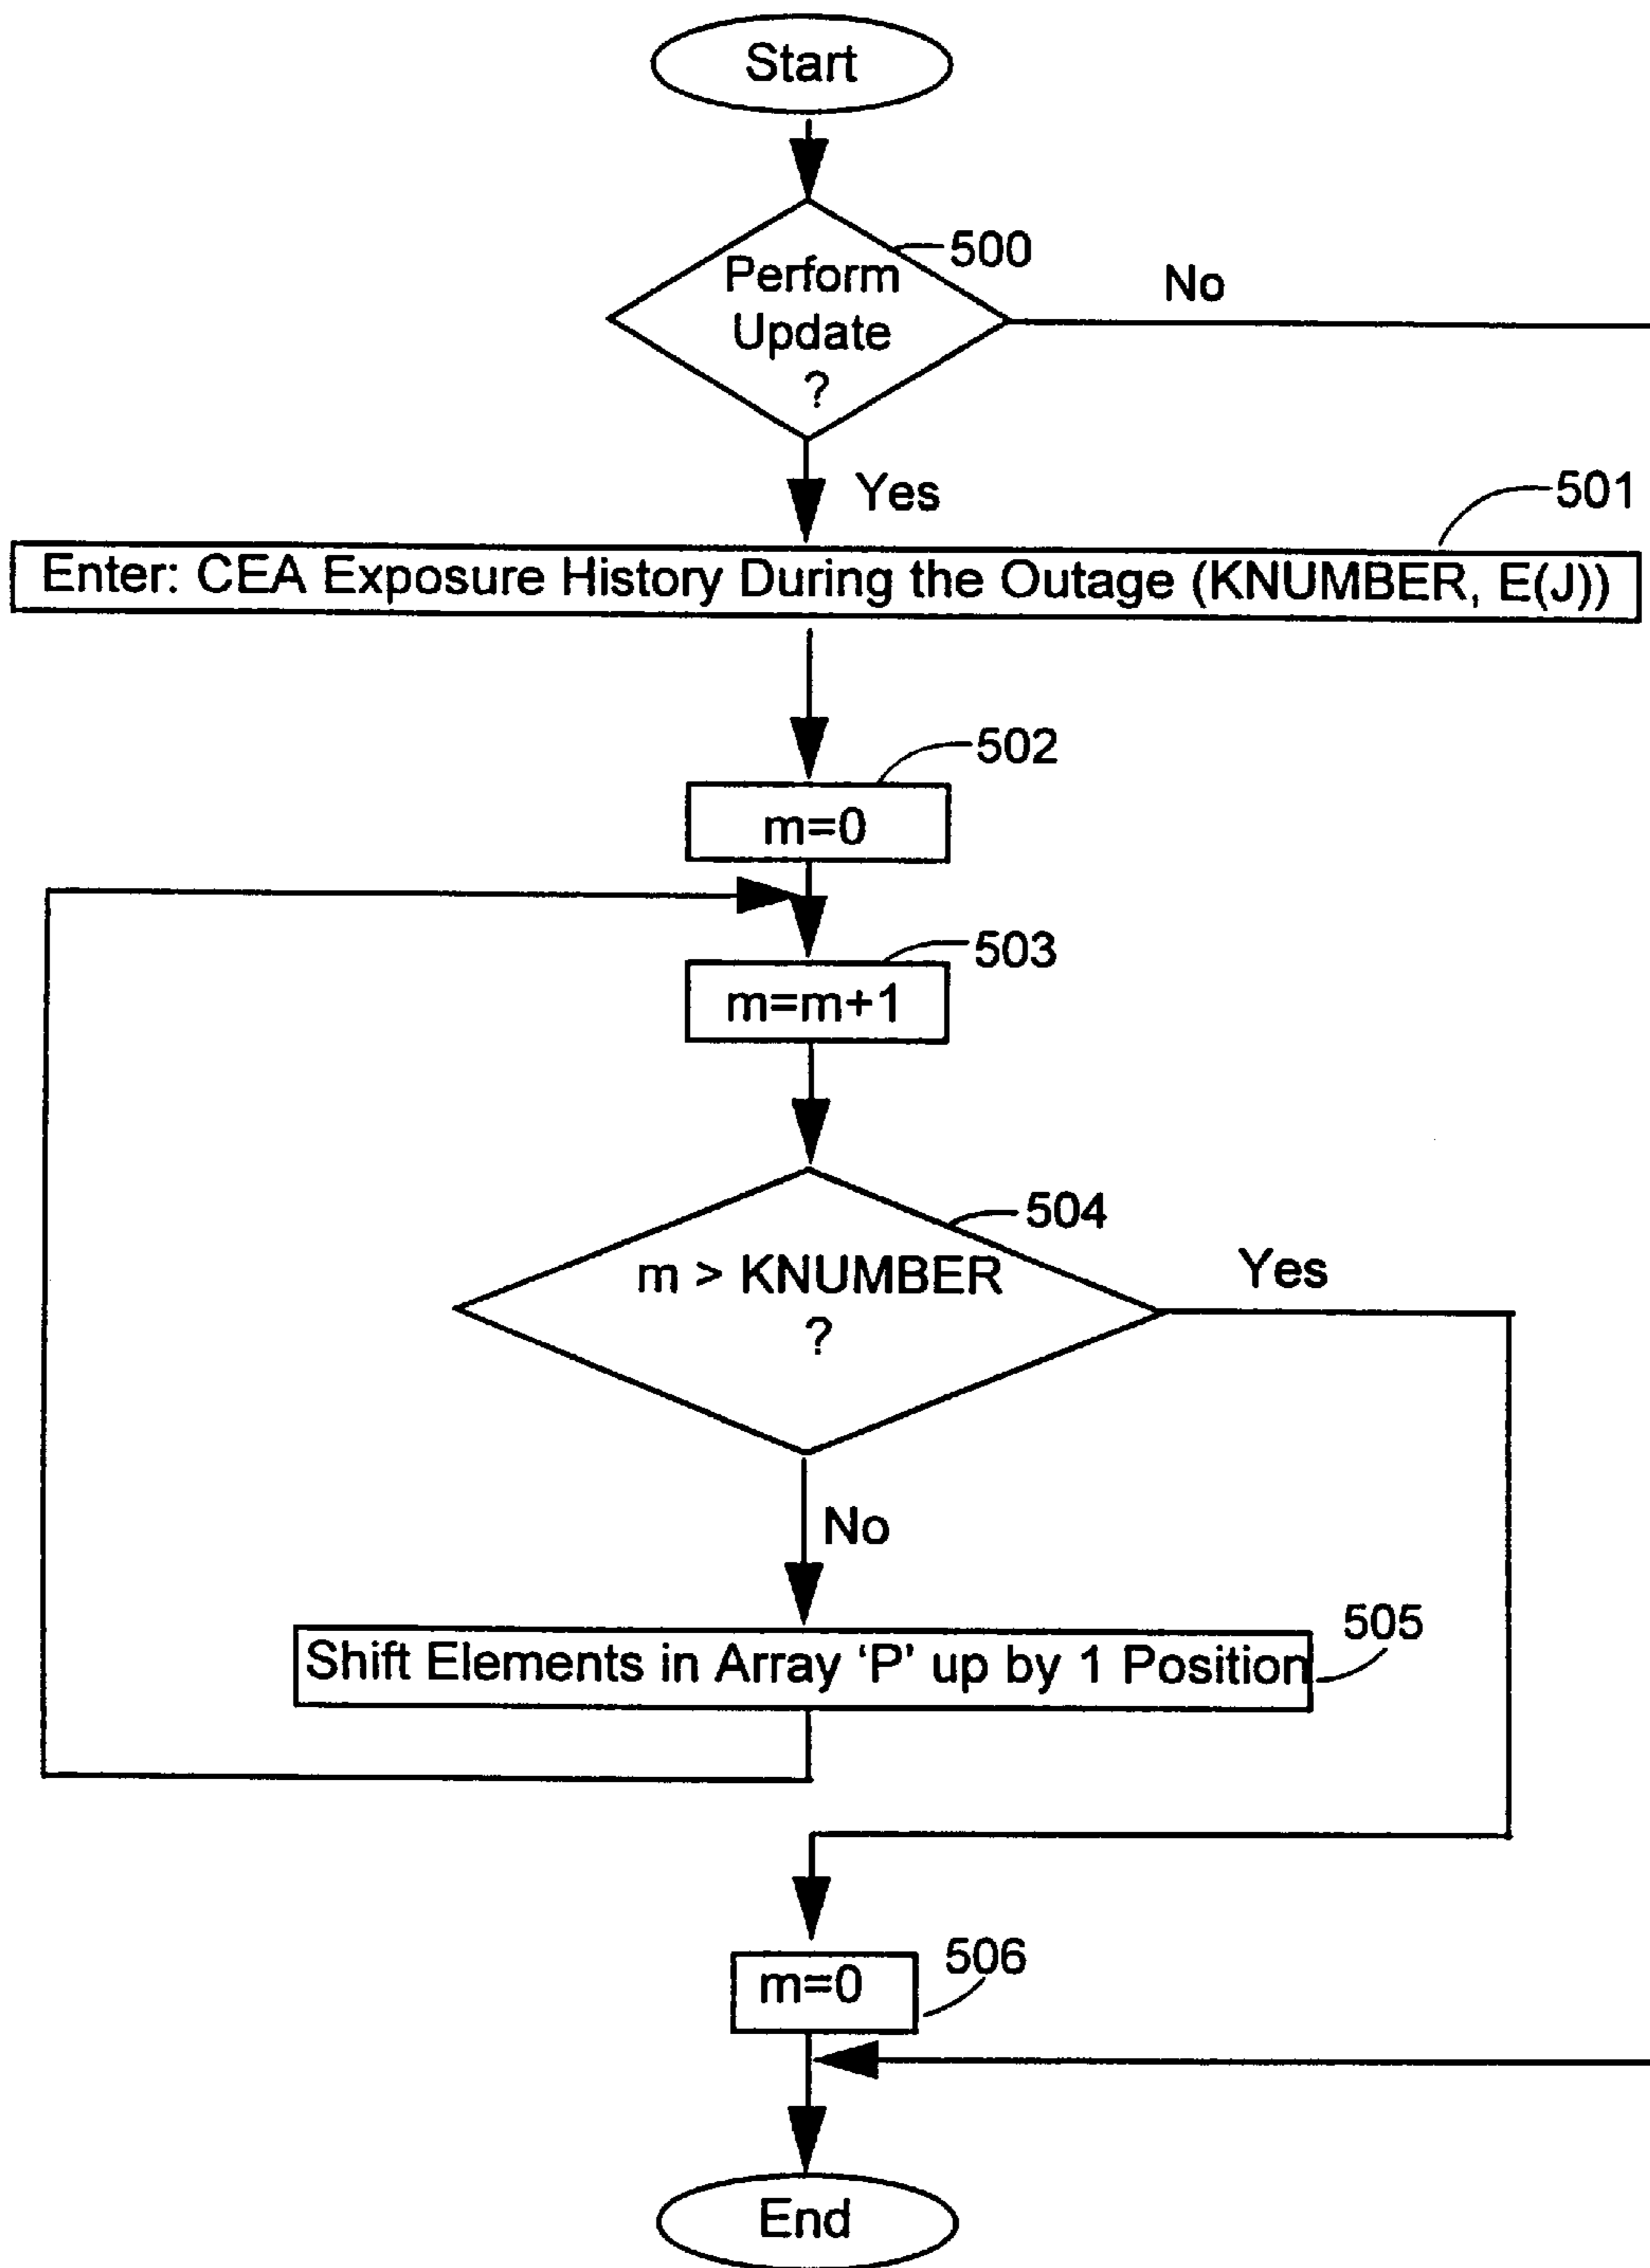 Start
500
Perform
Update
?
No
Yes
501
Enter: CEA Exposure History During the Outage (KNUMBER, E(J))
502
m=0
503
m=m+1
504
m > KNUMBER
?
Yes
No
505
Shift Elements in Array ‘P’ up by 1 Position
506
m=0
End